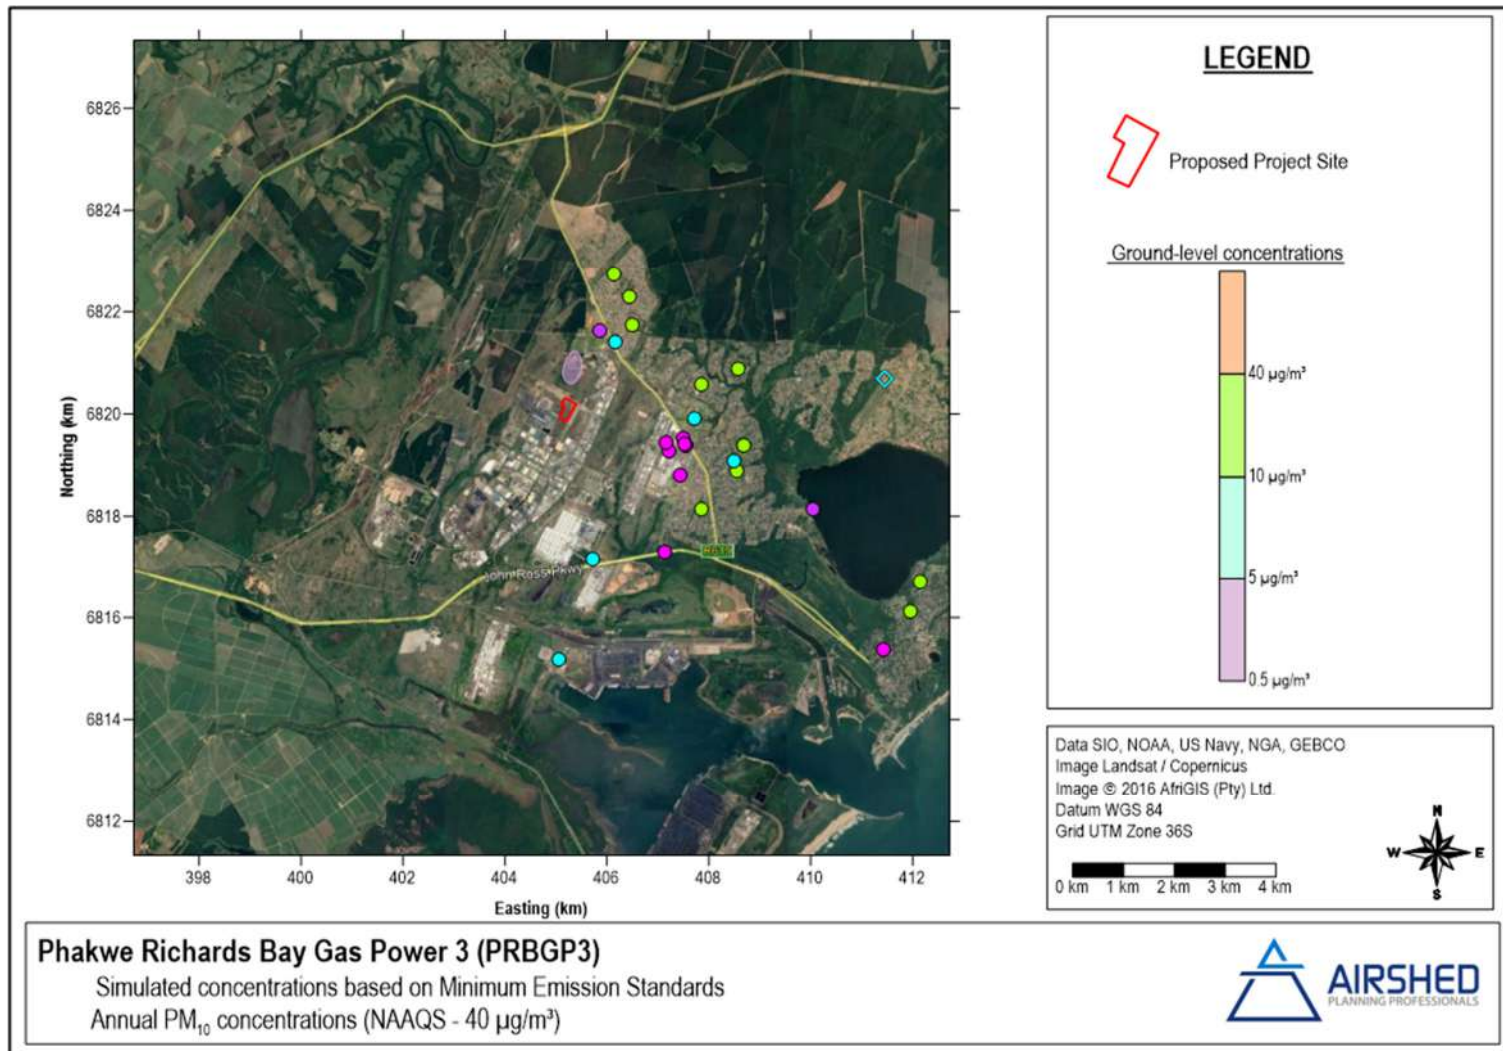 LEGEND
Proposed Project Site
Ground-level concentrations
40 µg/m³
10 µg/m³
5 µg/m³
0.5 µg/m³
6826
6824
6822
6820
6818
6816
6814
6812
Northing (km)
John Ross Pkwy
398 400 402 404 406 408 410 412
Easting (km)
Data SIO, NOAA, US Navy, NGA, GEBCO
Image Landsat / Copernicus
Image © 2016 AfriGIS (Pty) Ltd.
Datum WGS 84
Grid UTM Zone 36S
0 km 1 km 2 km 3 km 4 km
N
W E
S
Phakwe Richards Bay Gas Power 3 (PRBGP3)
Simulated concentrations based on Minimum Emission Standards
Annual PM₁₀ concentrations (NAAQS - 40 µg/m³)
AIRSHED
PLANNING PROFESSIONALS